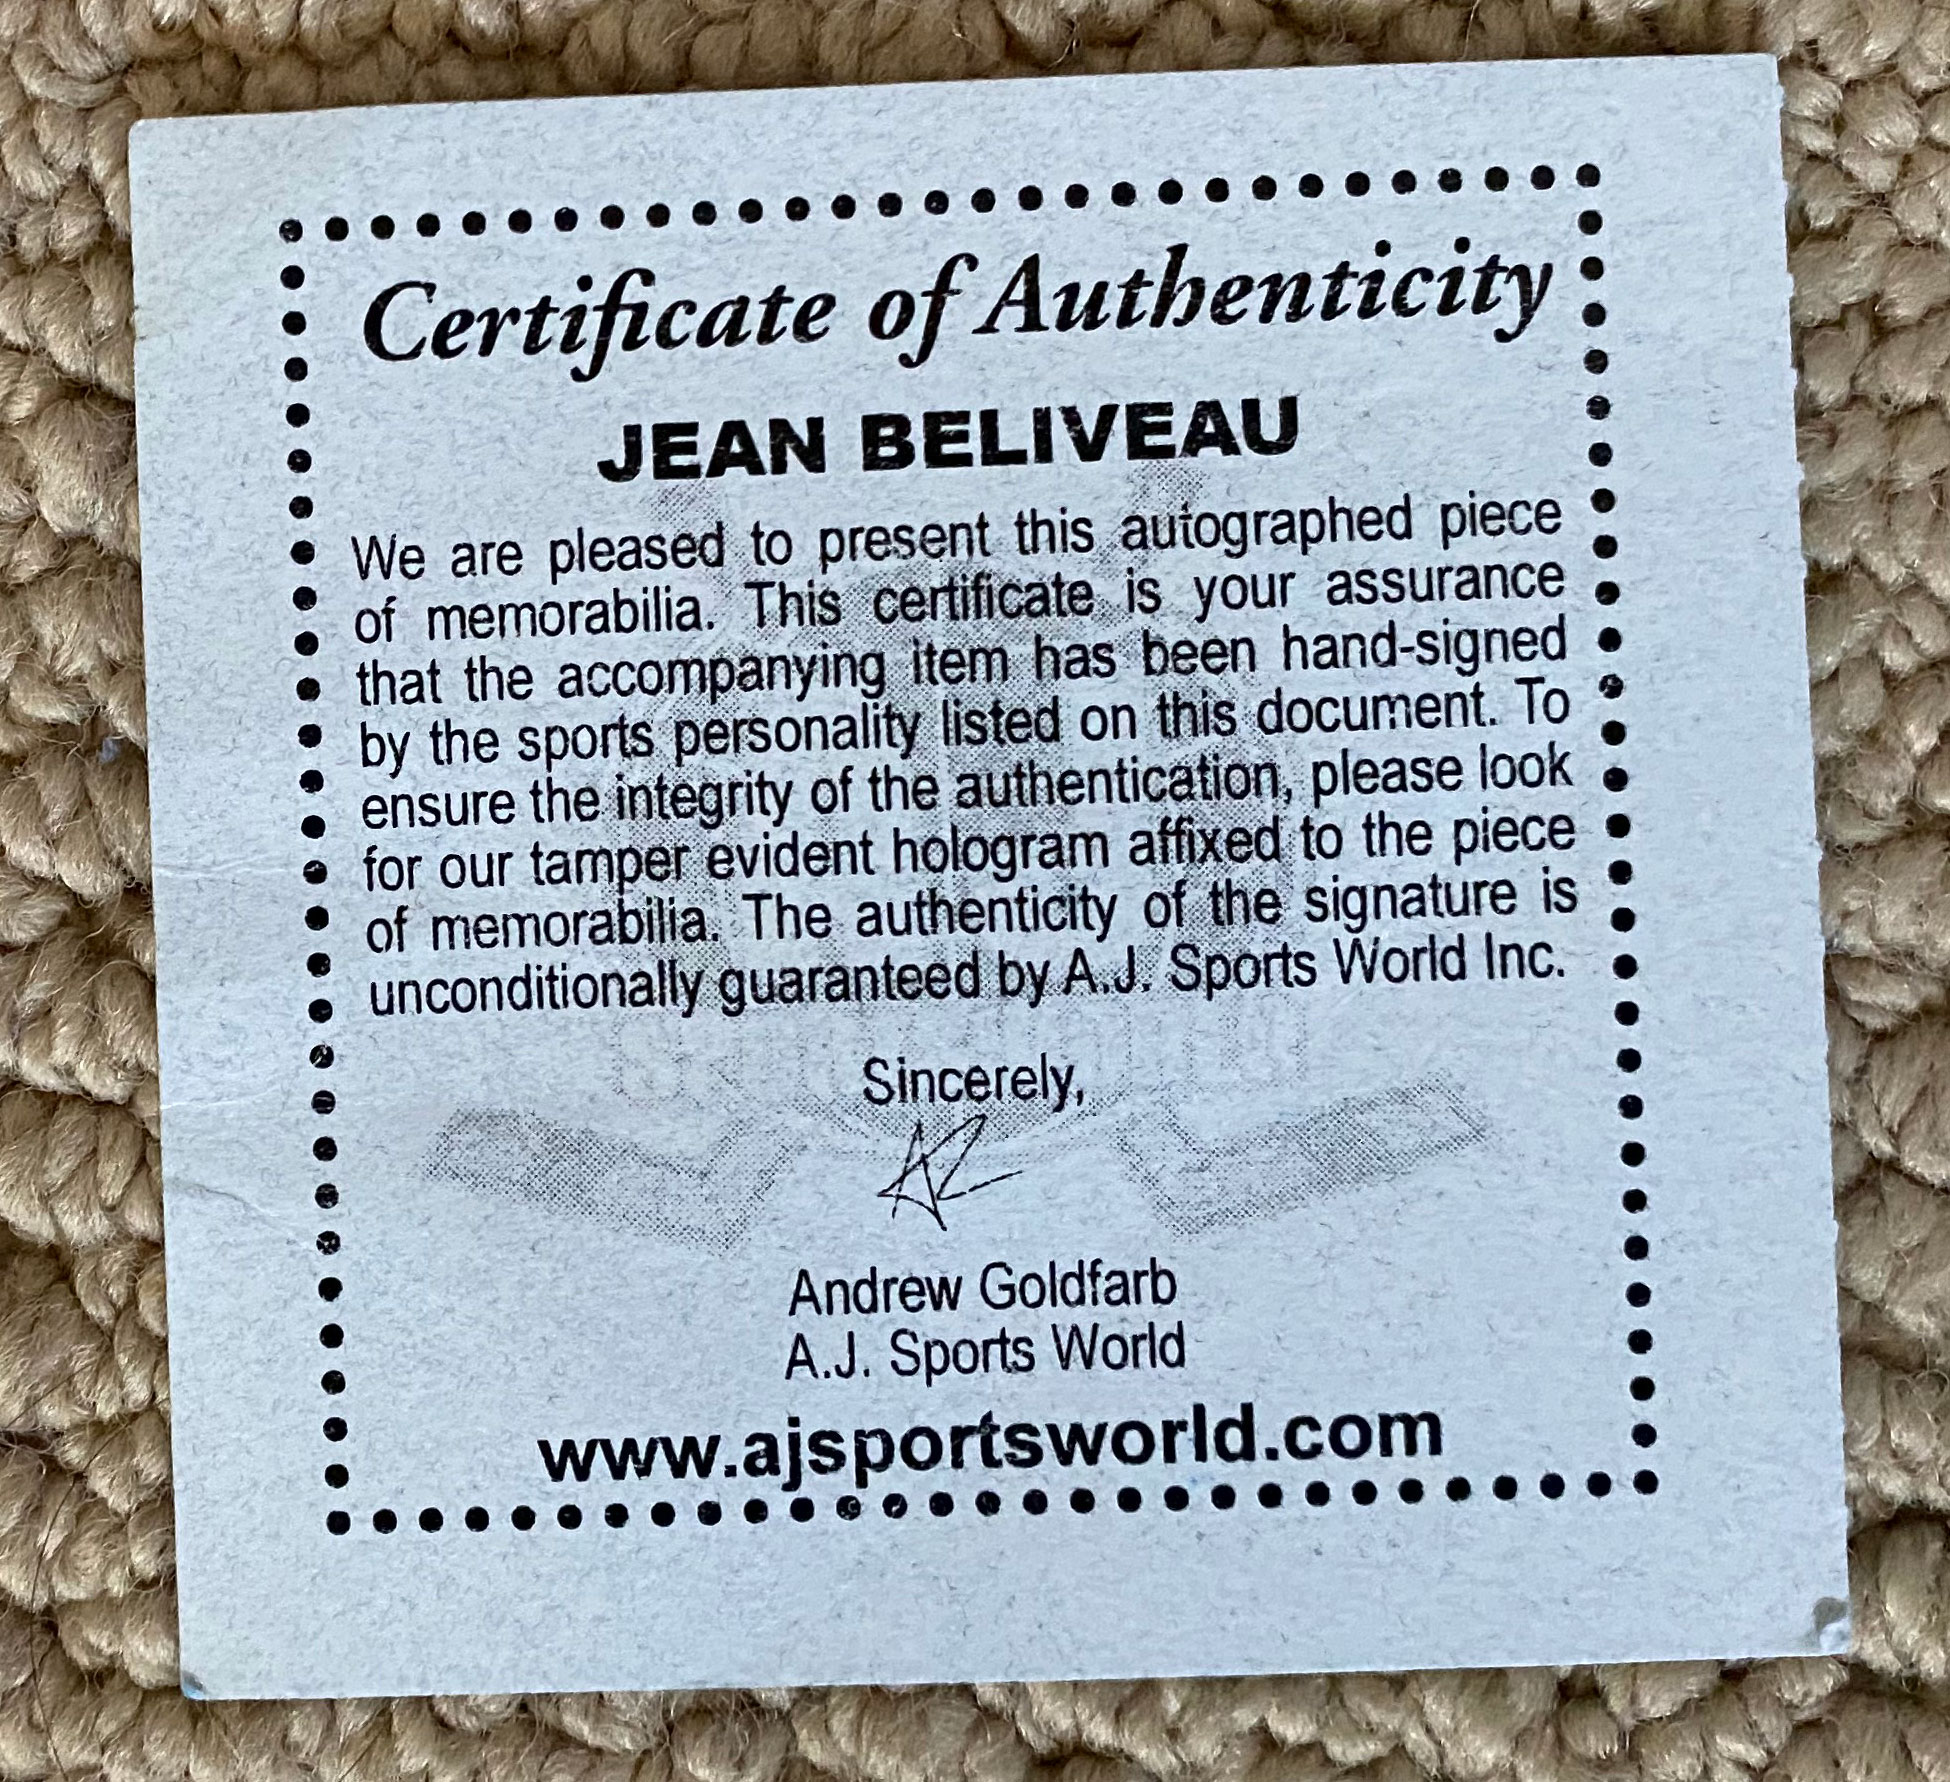 Certificate of Authenticity
JEAN BELIVEAU
We are pleased to present this autographed piece
of memorabilia. This certificate is your assurance
that the accompanying item has been hand-signed
by the sports personality listed on this document. To
ensure the integrity of the authentication, please look
for our tamper evident hologram affixed to the piece
of memorabilia. The authenticity of the signature is
unconditionally guaranteed by A.J. Sports World Inc.
Sincerely,
Andrew Goldfarb
A.J. Sports World
www.ajsportsworld.com